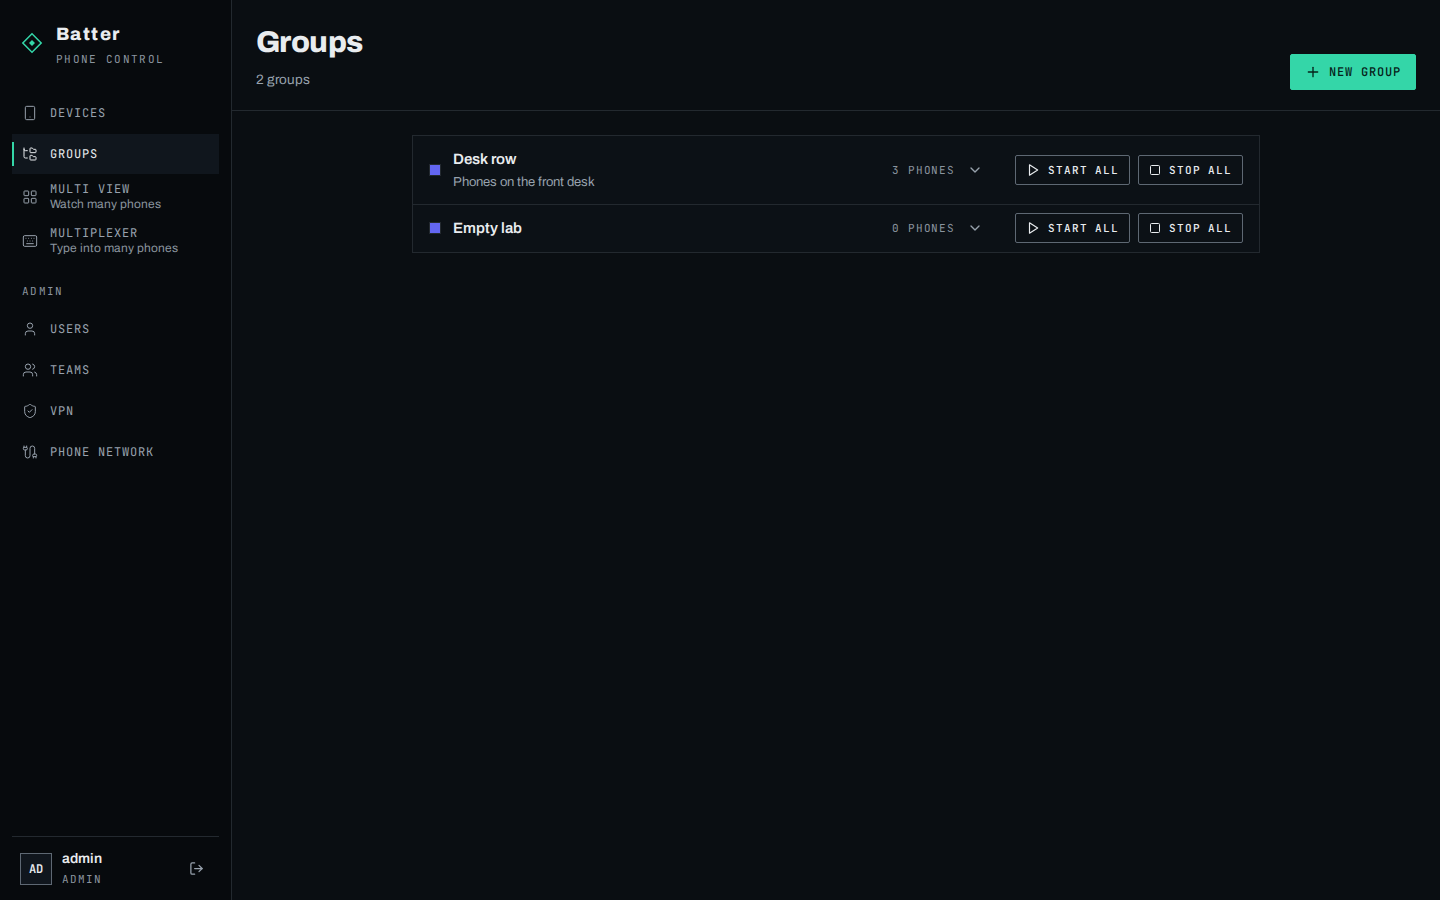 Batter
PHONE CONTROL
DEVICES
GROUPS
MULTI VIEW
Watch many phones
MULTIPLEXER
Type into many phones
ADMIN
USERS
TEAMS
VPN
PHONE NETWORK
AD
admin
ADMIN
Groups
2 groups
NEW GROUP
Desk row
Phones on the front desk
3 PHONES
START ALL
STOP ALL
Empty lab
0 PHONES
START ALL
STOP ALL